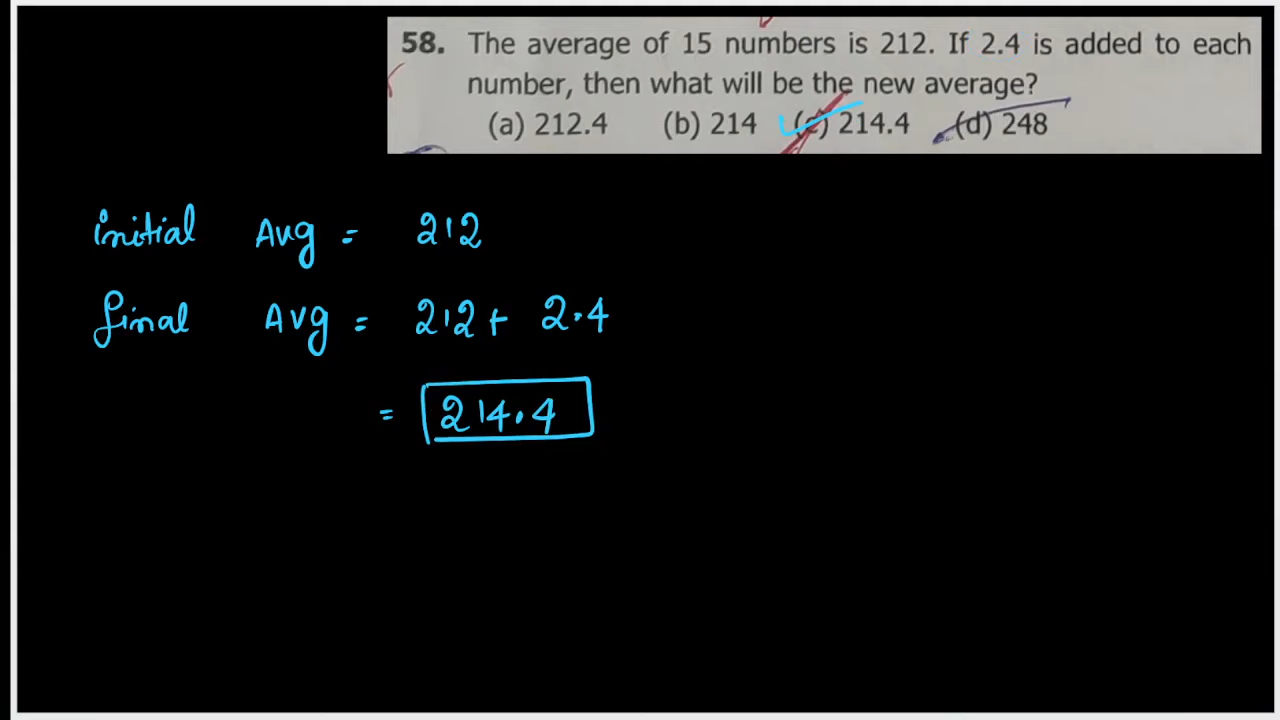 58. The average of 15 numbers is 212. If 2.4 is added to each
number, then what will be the new average?
(a) 212.4 (b) 214 (c) 214.4 (d) 248
initial Avg = 212
final Avg = 212 + 2.4
= 214.4